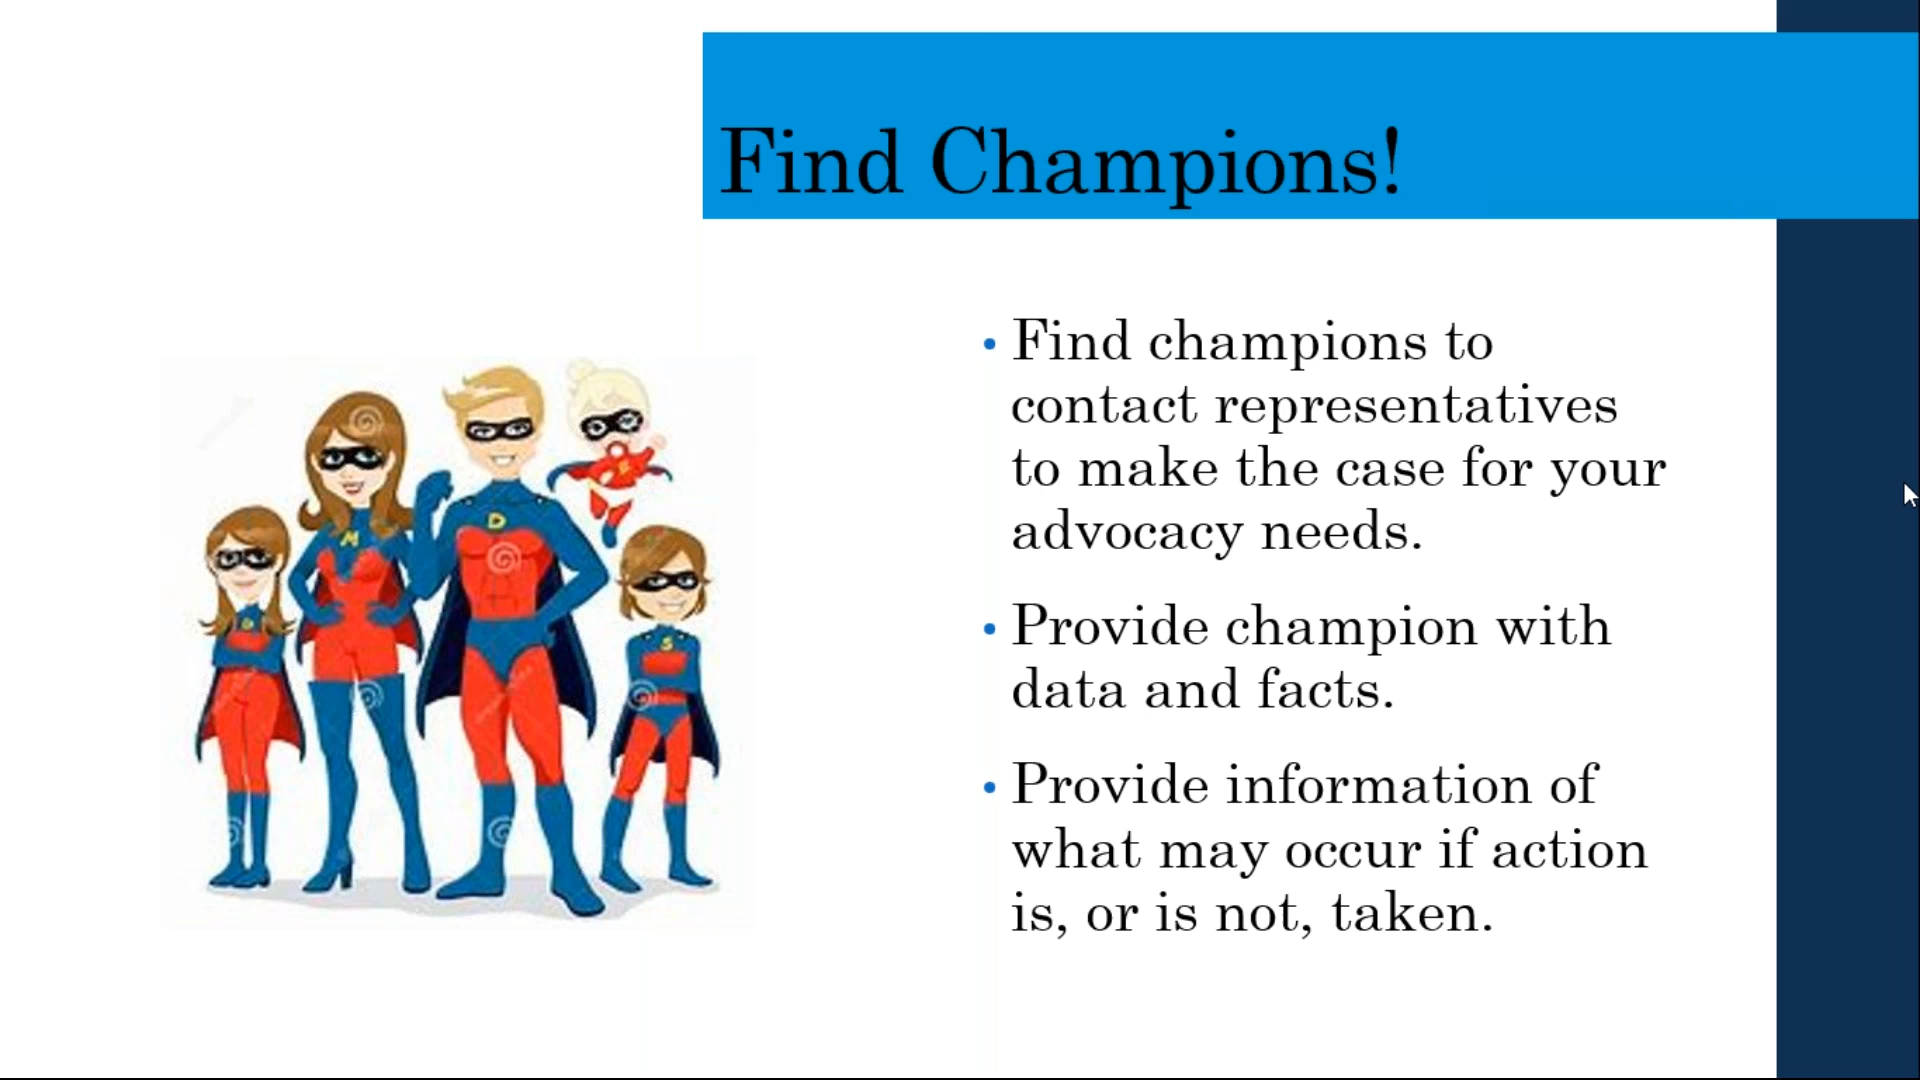 Find Champions!
• Find champions to
contact representatives
to make the case for your
advocacy needs.
• Provide champion with
data and facts.
• Provide information of
what may occur if action
is, or is not, taken.
M
D